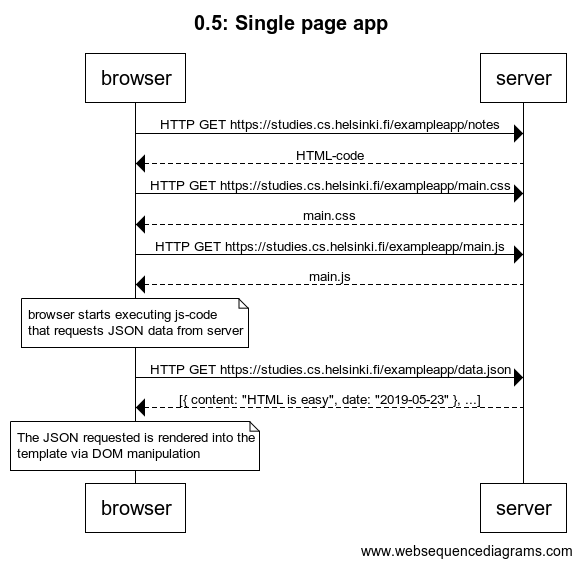 0.5: Single page app
browser
server
HTTP GET https://studies.cs.helsinki.fi/exampleapp/notes
HTML-code
HTTP GET https://studies.cs.helsinki.fi/exampleapp/main.css
main.css
HTTP GET https://studies.cs.helsinki.fi/exampleapp/main.js
main.js
browser starts executing js-code
that requests JSON data from server
HTTP GET https://studies.cs.helsinki.fi/exampleapp/data.json
[{ content: "HTML is easy", date: "2019-05-23" }, ...]
The JSON requested is rendered into the
template via DOM manipulation
browser
server
www.websequencediagrams.com